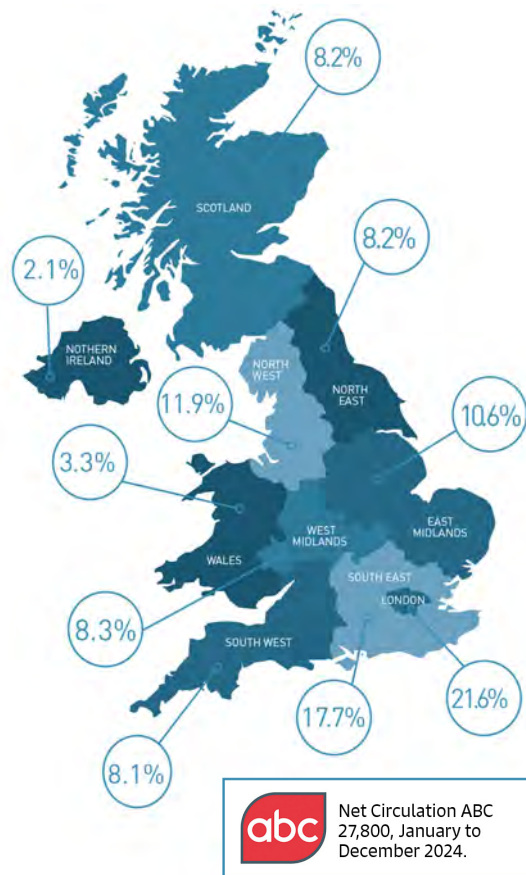 8.2%
SCOTLAND
8.2%
2.1%
NOTHERN
IRELAND
NORTH
WEST
NORTH
EAST
11.9%
10.6%
3.3%
EAST
MIDLANDS
WEST
MIDLANDS
WALES
SOUTH EAST
LONDON
8.3%
SOUTH WEST
17.7%
21.6%
8.1%
abc
Net Circulation ABC
27,800, January to
December 2024.